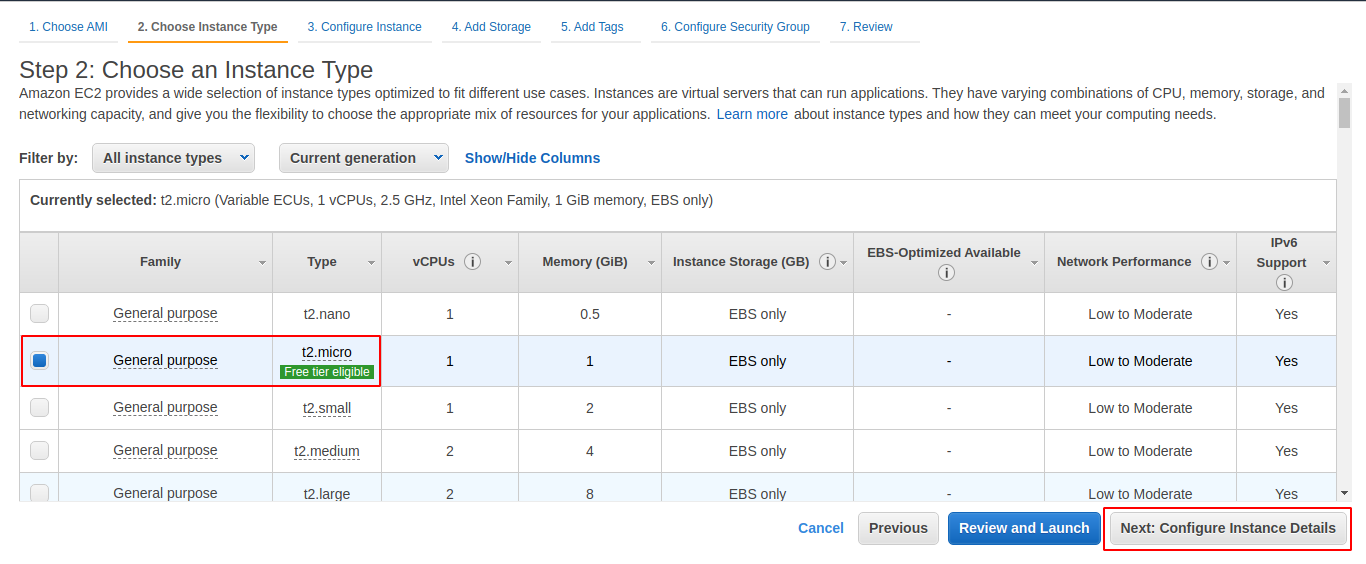 1. Choose AMI 2. Choose Instance Type 3. Configure Instance 4. Add Storage 5. Add Tags 6. Configure Security Group 7. Review
Step 2: Choose an Instance Type
Amazon EC2 provides a wide selection of instance types optimized to fit different use cases. Instances are virtual servers that can run applications. They have varying combinations of CPU, memory, storage, and
networking capacity, and give you the flexibility to choose the appropriate mix of resources for your applications. Learn more about instance types and how they can meet your computing needs.
Filter by: All instance types Current generation Show/Hide Columns
Currently selected: t2.micro (Variable ECUs, 1 vCPUs, 2.5 GHz, Intel Xeon Family, 1 GiB memory, EBS only)
Family Type vCPUs i Memory (GiB) Instance Storage (GB) i EBS-Optimized Available i Network Performance i IPv6 Support i
General purpose t2.nano 1 0.5 EBS only - Low to Moderate Yes
General purpose t2.micro Free tier eligible 1 1 EBS only - Low to Moderate Yes
General purpose t2.small 1 2 EBS only - Low to Moderate Yes
General purpose t2.medium 2 4 EBS only - Low to Moderate Yes
General purpose t2.large 2 8 EBS only - Low to Moderate Yes
Cancel Previous Review and Launch Next: Configure Instance Details